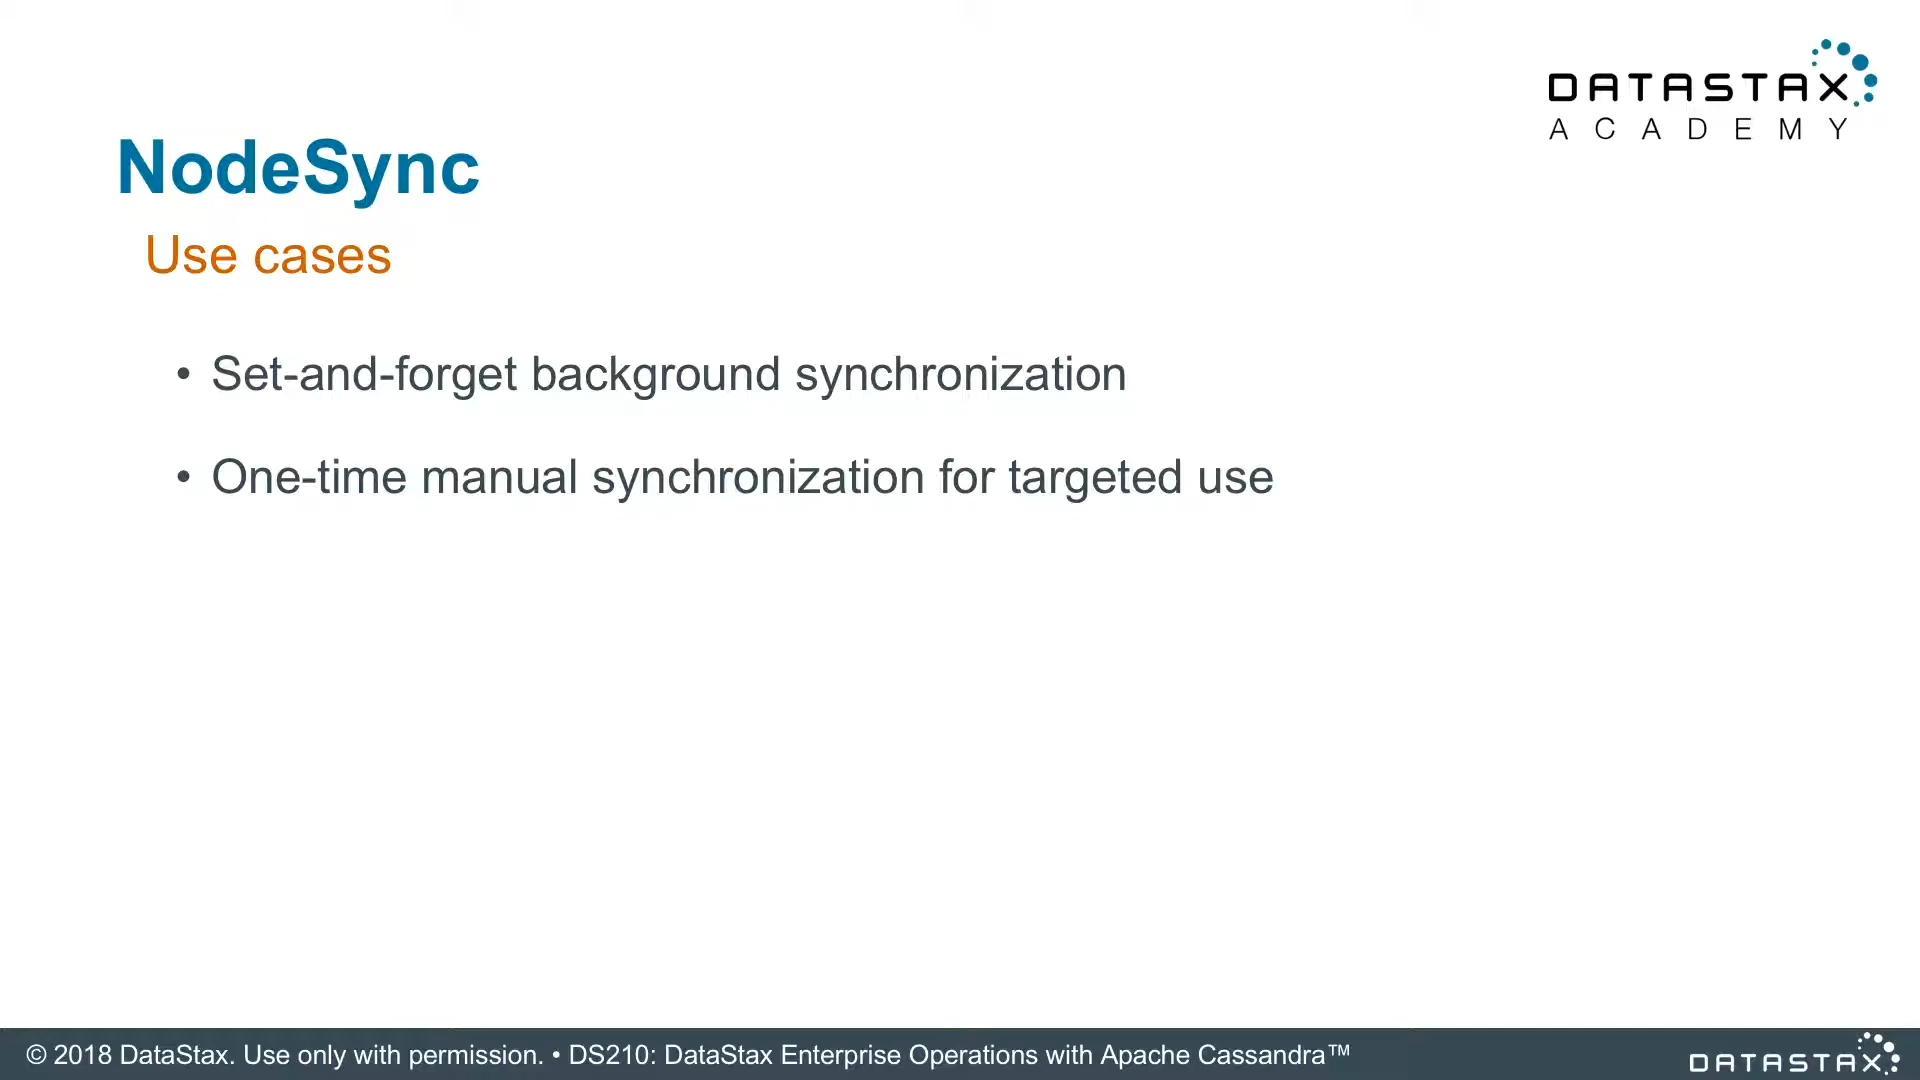 DATASTAX
ACADEMY
NodeSync
Use cases
• Set-and-forget background synchronization
• One-time manual synchronization for targeted use
© 2018 DataStax. Use only with permission. • DS210: DataStax Enterprise Operations with Apache Cassandra™
DATASTAX